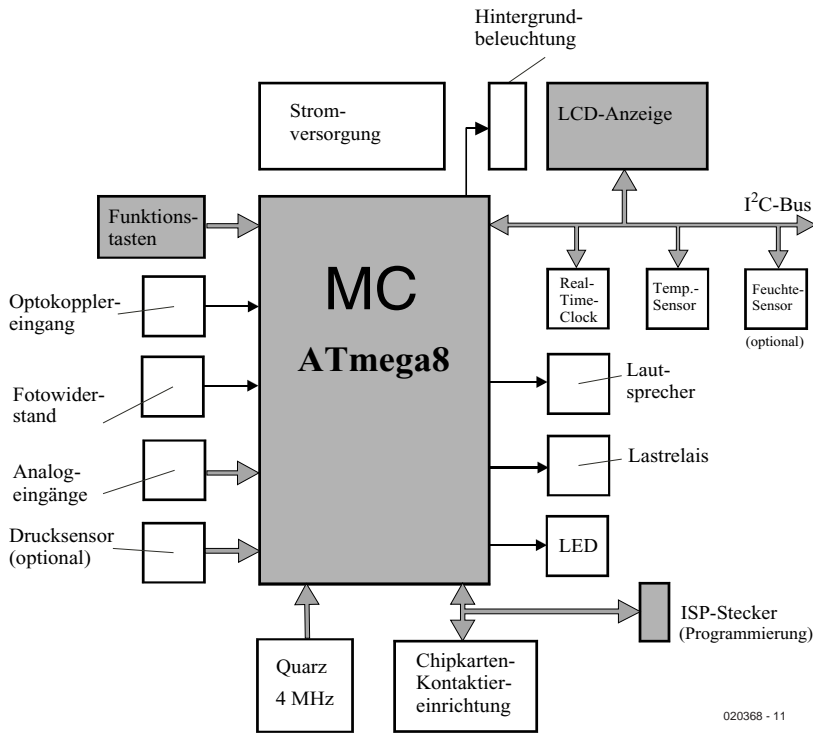 Hintergrund-
beleuchtung
Strom-
versorgung
LCD-Anzeige
Funktions-
tasten
I²C-Bus
MC
ATmega8
Real-
Time-
Clock
Temp.-
Sensor
Feuchte-
Sensor
(optional)
Optokoppler-
eingang
Fotowider-
stand
Laut-
sprecher
Analog-
eingänge
Lastrelais
Drucksensor
(optional)
LED
ISP-Stecker
(Programmierung)
Quarz
4 MHz
Chipkarten-
Kontaktier-
einrichtung
020368 - 11